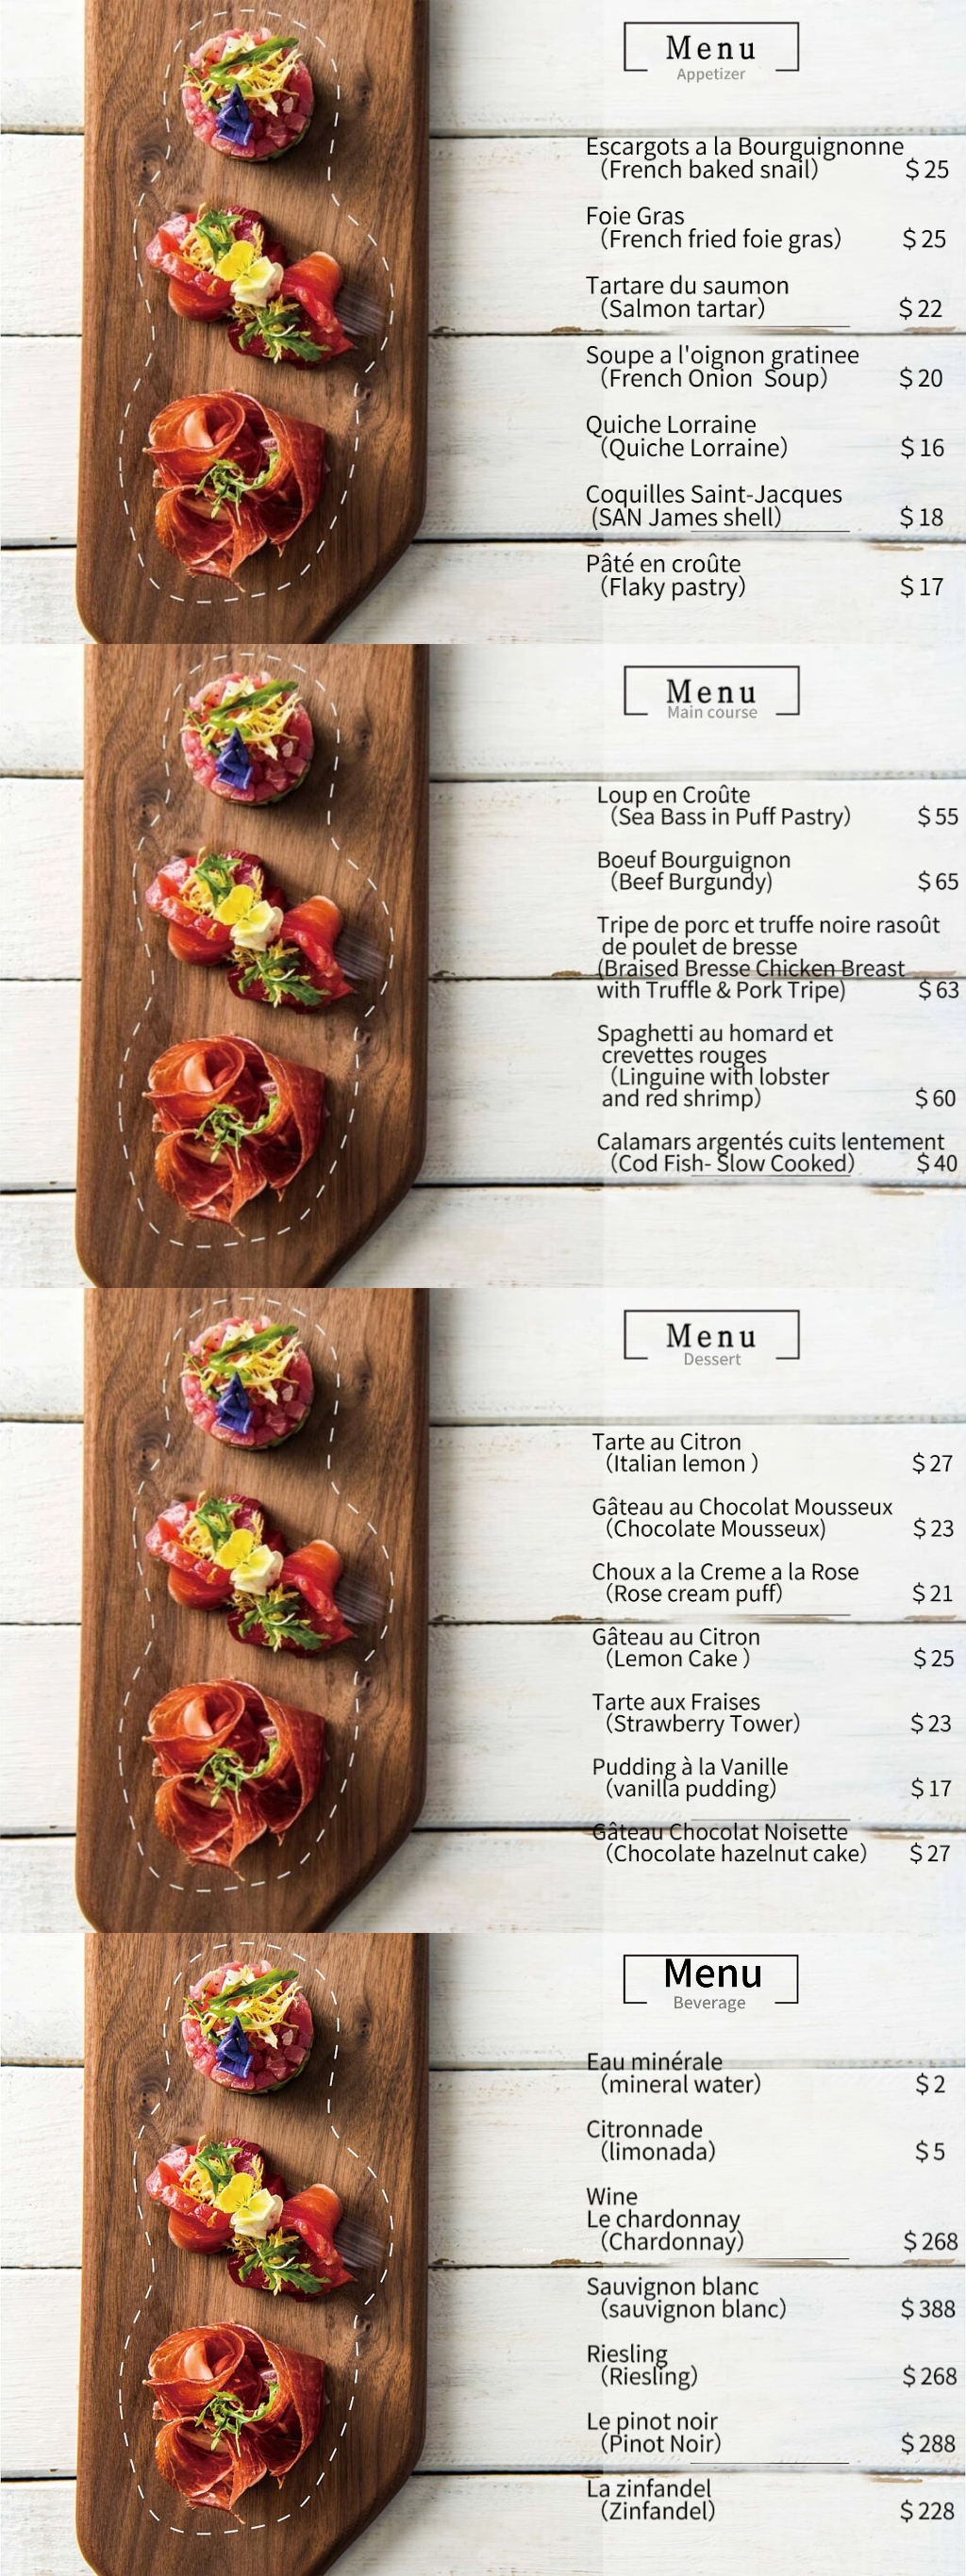 Menu
Appetizer
Escargots a la Bourguignonne
(French baked snail) $25
Foie Gras
(French fried foie gras) $25
Tartare du saumon
(Salmon tartar) $22
Soupe a l'oignon gratinee
(French Onion Soup) $20
Quiche Lorraine
(Quiche Lorraine) $16
Coquilles Saint-Jacques
(SAN James shell) $18
Pâté en croûte
(Flaky pastry) $17
Menu
Main course
Loup en Croûte
(Sea Bass in Puff Pastry) $55
Boeuf Bourguignon
(Beef Burgundy) $65
Tripe de porc et truffe noire rasoût
de poulet de bresse
(Braised Bresse Chicken Breast
with Truffle & Pork Tripe) $63
Spaghetti au homard et
crevettes rouges
(Linguine with lobster
and red shrimp) $60
Calamars argentés cuits lentement
(Cod Fish- Slow Cooked) $40
Menu
Dessert
Tarte au Citron
(Italian lemon ) $27
Gâteau au Chocolat Mousseux
(Chocolate Mousseux) $23
Choux a la Creme a la Rose
(Rose cream puff) $21
Gâteau au Citron
(Lemon Cake ) $25
Tarte aux Fraises
(Strawberry Tower) $23
Pudding à la Vanille
(vanilla pudding) $17
Gâteau Chocolat Noisette
(Chocolate hazelnut cake) $27
Menu
Beverage
Eau minérale
(mineral water) $2
Citronnade
(limonada) $5
Wine
Le chardonnay
(Chardonnay) $268
Sauvignon blanc
(sauvignon blanc) $388
Riesling
(Riesling) $268
Le pinot noir
(Pinot Noir) $288
La zinfandel
(Zinfandel) $228